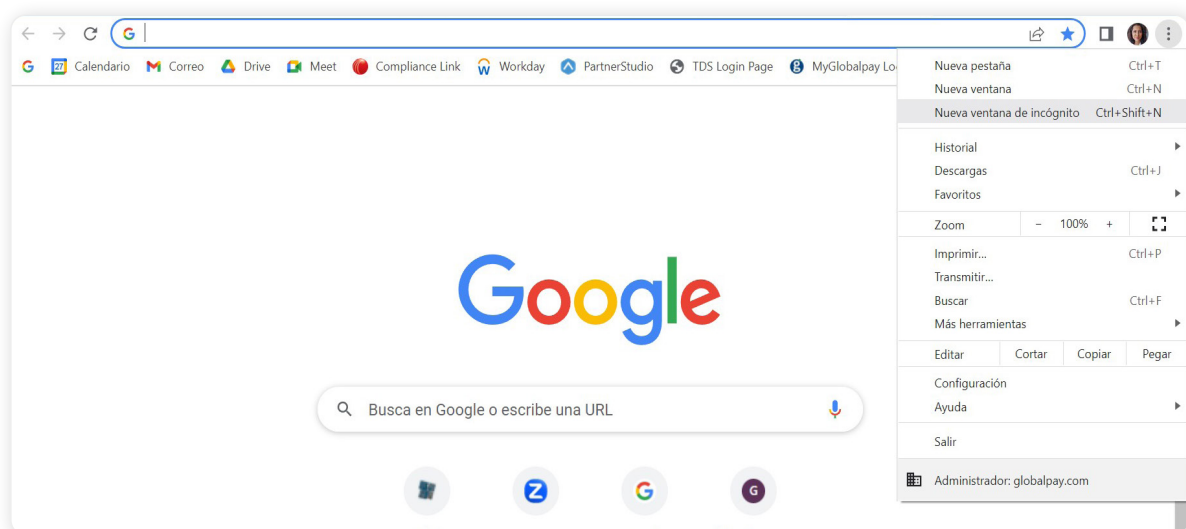 G
G 27 Calendario Correo Drive Meet Compliance Link W Workday PartnerStudio TDS Login Page MyGlobalpay Lo
Nueva pestaña Ctrl+T
Nueva ventana Ctrl+N
Nueva ventana de incógnito Ctrl+Shift+N
Historial
Descargas Ctrl+J
Favoritos
Zoom - 100% +
Imprimir... Ctrl+P
Transmitir...
Buscar Ctrl+F
Más herramientas
Editar Cortar Copiar Pegar
Configuración
Ayuda
Salir
Administrador: globalpay.com
Google
Busca en Google o escribe una URL
Z G G